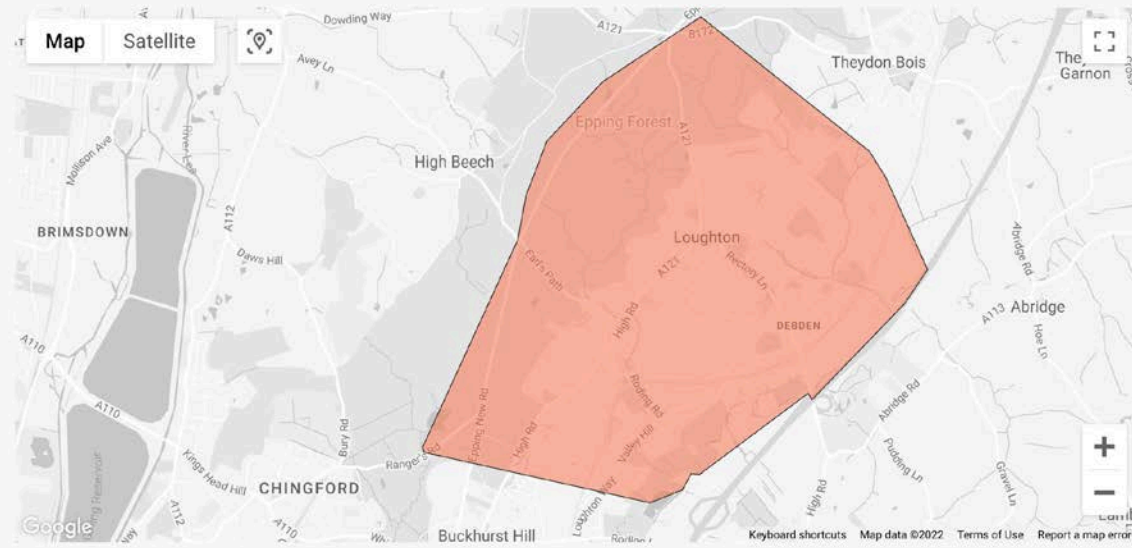 Map
Satellite
Dowding Way
A121
B172
Theydon Bois
Garnon
Avey Ln
Mollison Ave
River Lea
Epping Forest
A121
High Beech
A112
BRIMSDOWN
Daws Hill
Loughton
A121
Rectory Ln
Earl's Path
Abridge Rd
A113
Abridge
High Rd
DEBDEN
Hoe Ln
A110
A110
Roding Rd
Abridge Rd
Epping New Rd
High Rd
Valley Hill
Bury Rd
Ranger's Rd
Kings Head Hill
CHINGFORD
Pudding Ln
Gravel Ln
High Rd
Loughton Way
A112
A110
Buckhurst Hill
Google
Keyboard shortcuts
Map data ©2022
Terms of Use
Report a map error